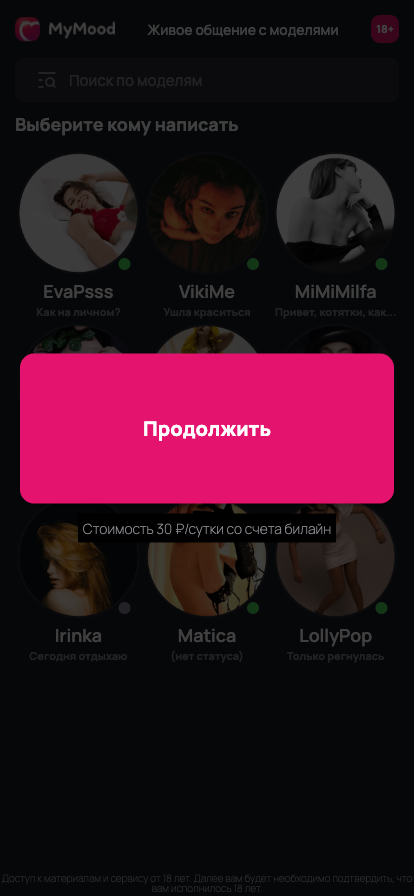 MyMood
Живое общение с моделями
18+
Поиск по моделям
Выберите кому написать
EvaPsss
VikiMe
MiMiMilfa
Как на личном?
Ушла краситься
Привет, котятки, как...
Продолжить
Стоимость 30 ₽/сутки со счета билайн
Irinka
Matica
LollyPop
Сегодня отдыхаю
(нет статуса)
Только регнулась
Доступ к материалам и сервису от 18 лет. Далее вам будет необходимо подтвердить, что
вам исполнилось 18 лет.